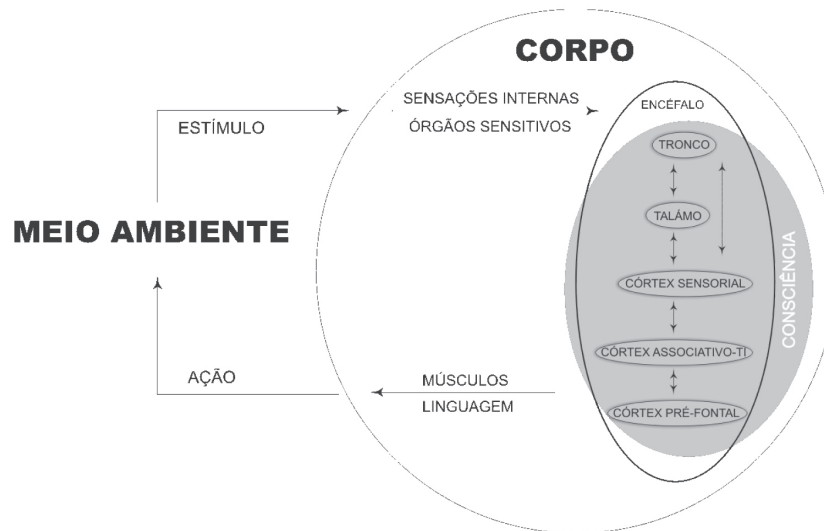 CORPO
SENSAÇÕES INTERNAS
ÓRGÃOS SENSITIVOS
ENCÉFALO
ESTÍMULO
TRONCO
TALÁMO
MEIO AMBIENTE
CÓRTEX SENSORIAL
CONSCIÊNCIA
CÓRTEX ASSOCIATIVO-TI
AÇÃO
MÚSCULOS
LINGUAGEM
CÓRTEX PRÉ-FONTAL